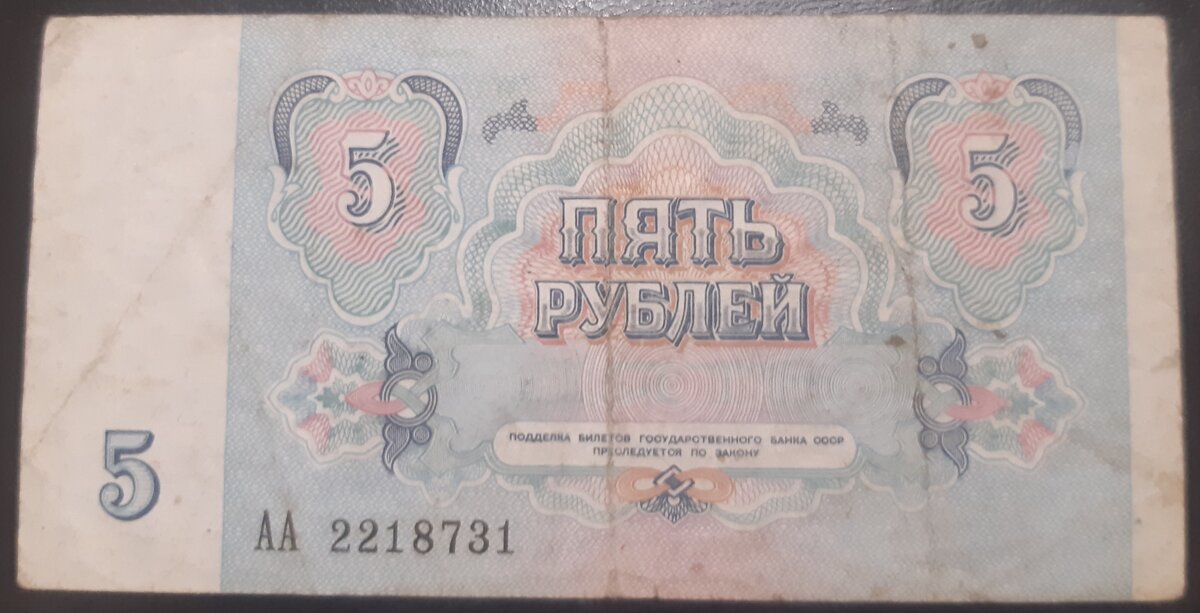 5 5
ПЯТЬ
РУБЛЕЙ
ПОДДЕЛКА БИЛЕТОВ ГОСУДАРСТВЕННОГО БАНКА СССР
ПРЕСЛЕДУЕТСЯ ПО ЗАКОНУ
5
АА 2218731